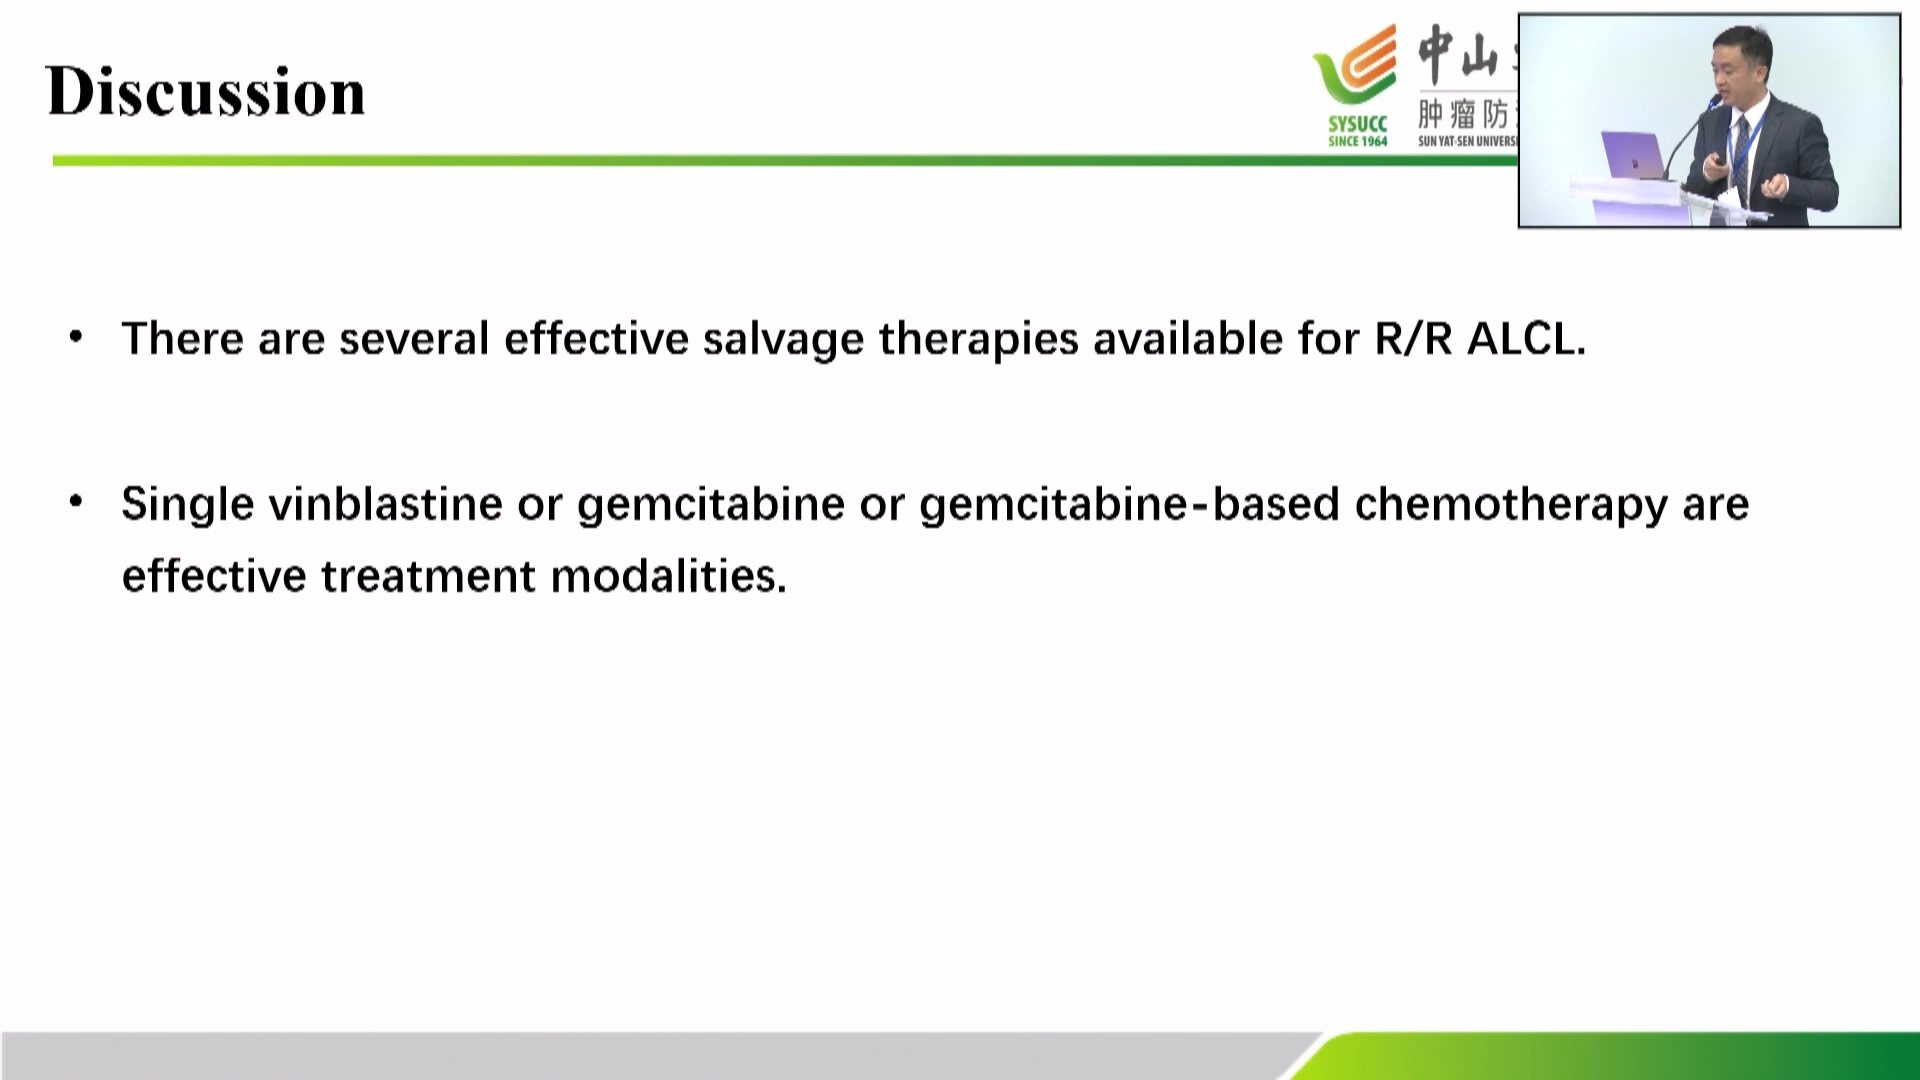 Discussion
中山
肿瘤防
SYSUCC
SINCE 1964
SUN YAT-SEN
• There are several effective salvage therapies available for R/R ALCL.
• Single vinblastine or gemcitabine or gemcitabine-based chemotherapy are
effective treatment modalities.